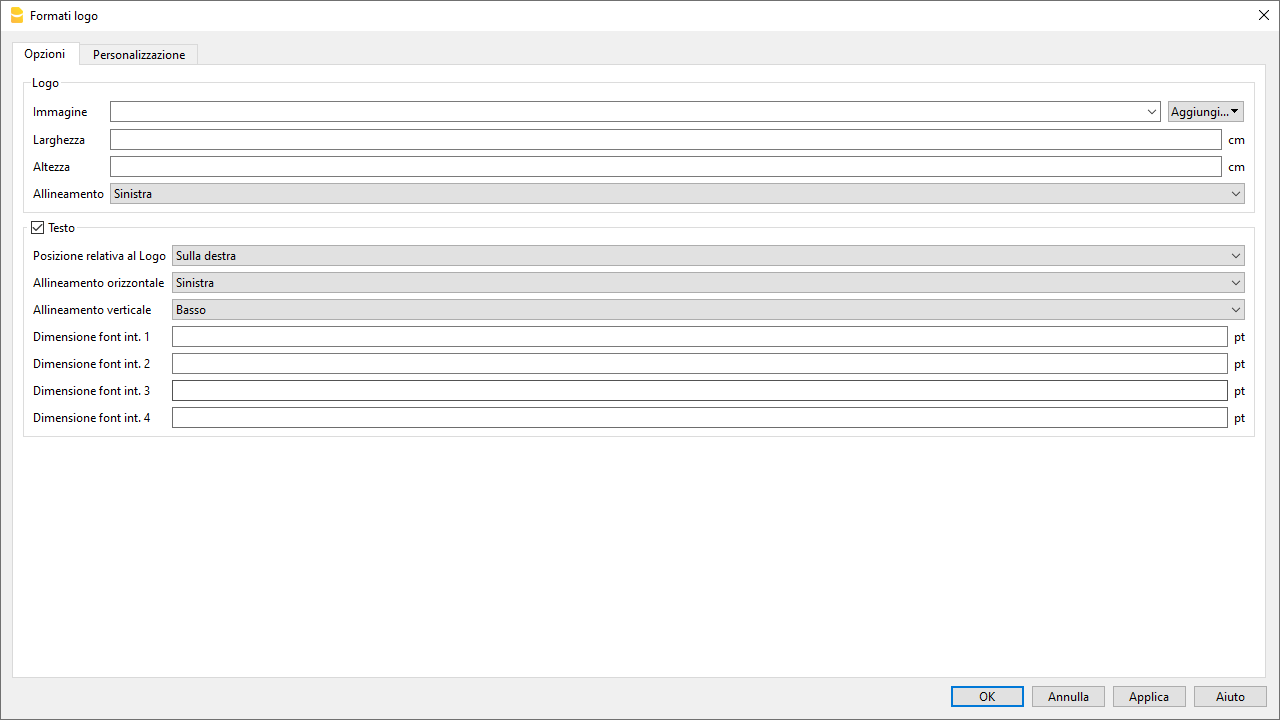 Formati logo
Opzioni
Personalizzazione
Logo
Immagine
Aggiungi...
Larghezza
cm
Altezza
cm
Allineamento
Sinistra
Testo
Posizione relativa al Logo
Sulla destra
Allineamento orizzontale
Sinistra
Allineamento verticale
Basso
Dimensione font int. 1
pt
Dimensione font int. 2
pt
Dimensione font int. 3
pt
Dimensione font int. 4
pt
OK
Annulla
Applica
Aiuto